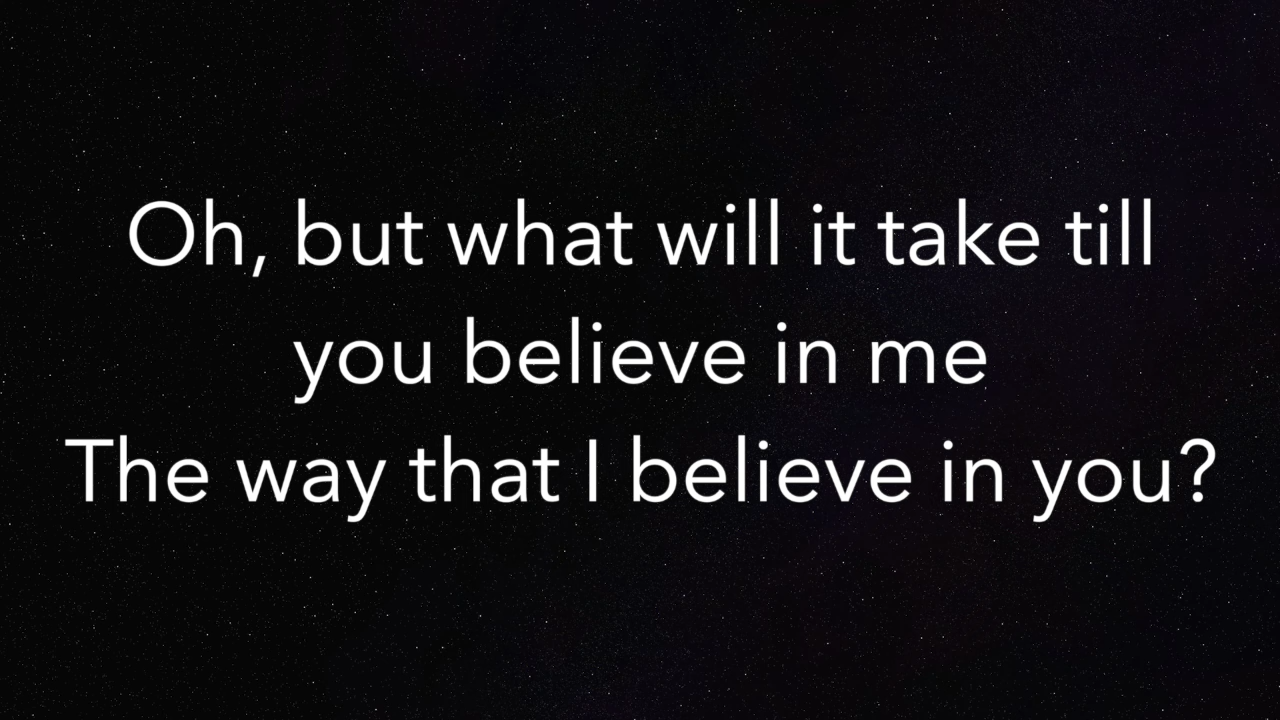 Oh, but what will it take till
you believe in me
The way that I believe in you?